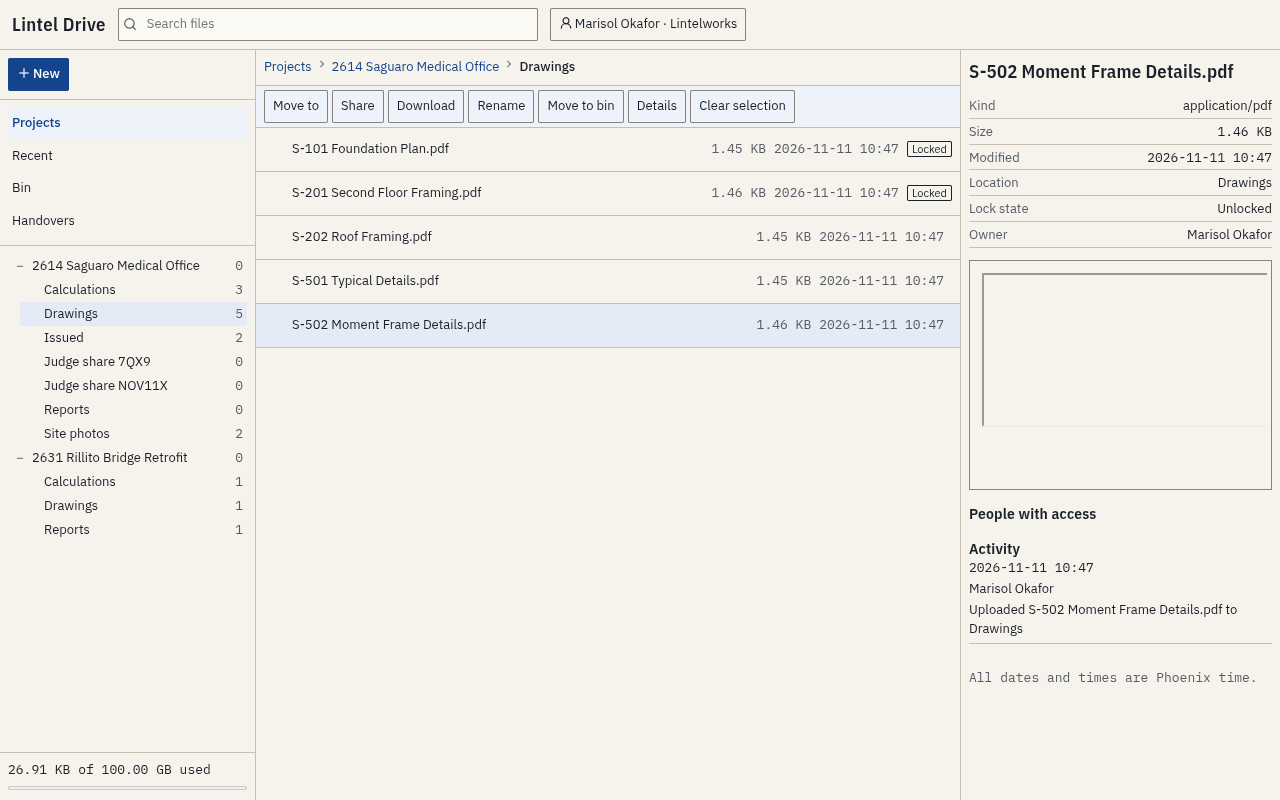 Lintel Drive
Search files
Marisol Okafor · Lintelworks
New
Projects
Recent
Bin
Handovers
2614 Saguaro Medical Office 0
Calculations 3
Drawings 5
Issued 2
Judge share 7QX9 0
Judge share NOV11X 0
Reports 0
Site photos 2
2631 Rillito Bridge Retrofit 0
Calculations 1
Drawings 1
Reports 1
26.91 KB of 100.00 GB used
Projects > 2614 Saguaro Medical Office > Drawings
Move to Share Download Rename Move to bin Details Clear selection
S-101 Foundation Plan.pdf 1.45 KB 2026-11-11 10:47 Locked
S-201 Second Floor Framing.pdf 1.46 KB 2026-11-11 10:47 Locked
S-202 Roof Framing.pdf 1.45 KB 2026-11-11 10:47
S-501 Typical Details.pdf 1.45 KB 2026-11-11 10:47
S-502 Moment Frame Details.pdf 1.46 KB 2026-11-11 10:47
S-502 Moment Frame Details.pdf
Kind application/pdf
Size 1.46 KB
Modified 2026-11-11 10:47
Location Drawings
Lock state Unlocked
Owner Marisol Okafor
People with access
Activity
2026-11-11 10:47
Marisol Okafor
Uploaded S-502 Moment Frame Details.pdf to
Drawings
All dates and times are Phoenix time.